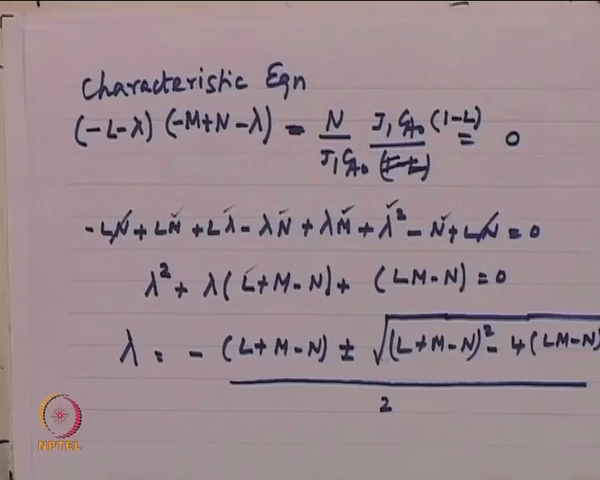 Characteristic Eqn
(-L-λ) (-M+N-λ) - N/(J₁C_A0) J₁C_A0 (1-L) = 0
-LN + LM + Lλ - λN + λM + λ² - N + LN = 0
λ² + λ(L+M-N) + (LM-N) = 0
λ = - (L+M-N) ± √(L+M-N)² - 4(LM-N)
2
NPTEL